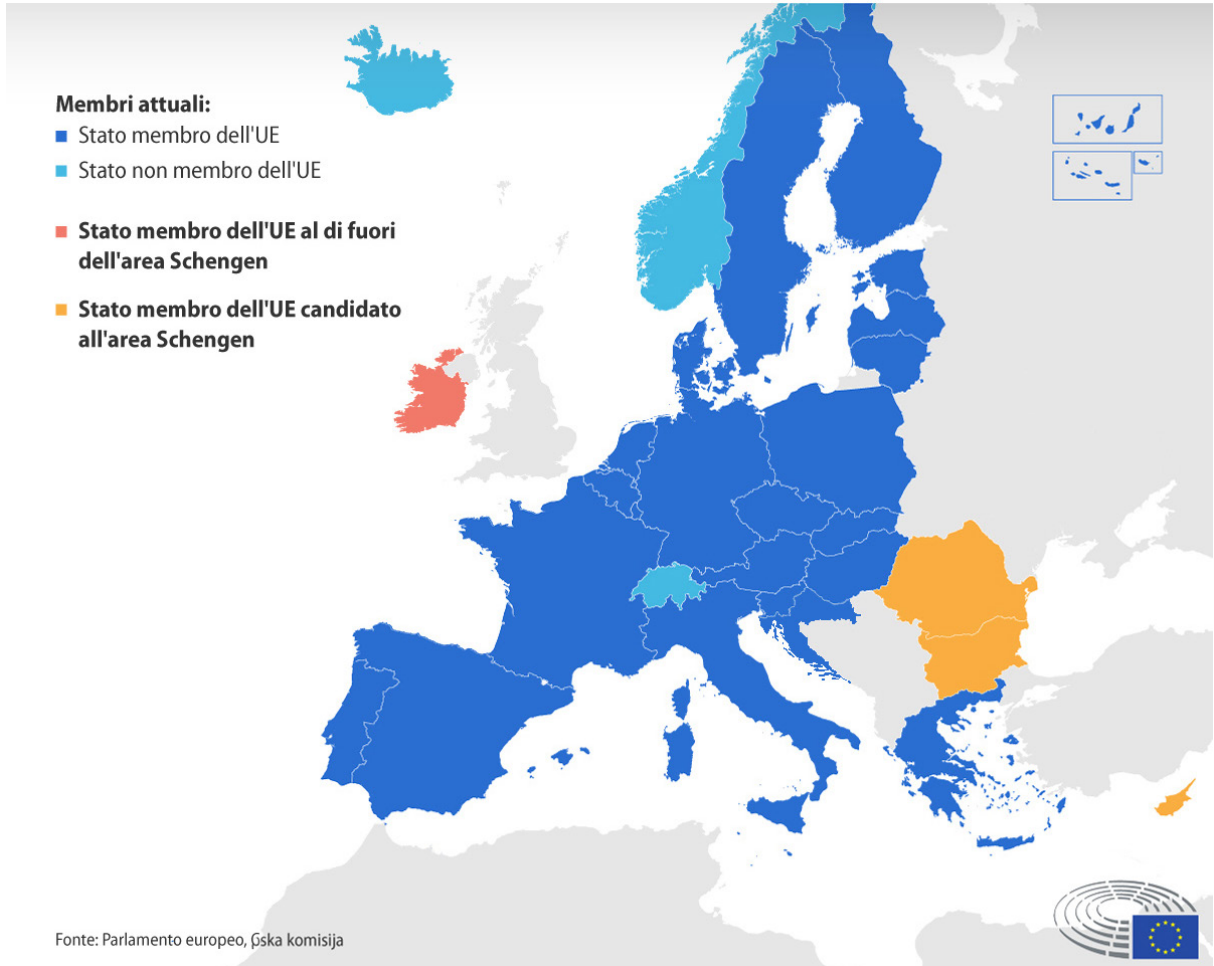 Membri attuali:
Stato membro dell'UE
Stato non membro dell'UE
Stato membro dell'UE al di fuori
dell'area Schengen
Stato membro dell'UE candidato
all'area Schengen
Fonte: Parlamento europeo, komisija